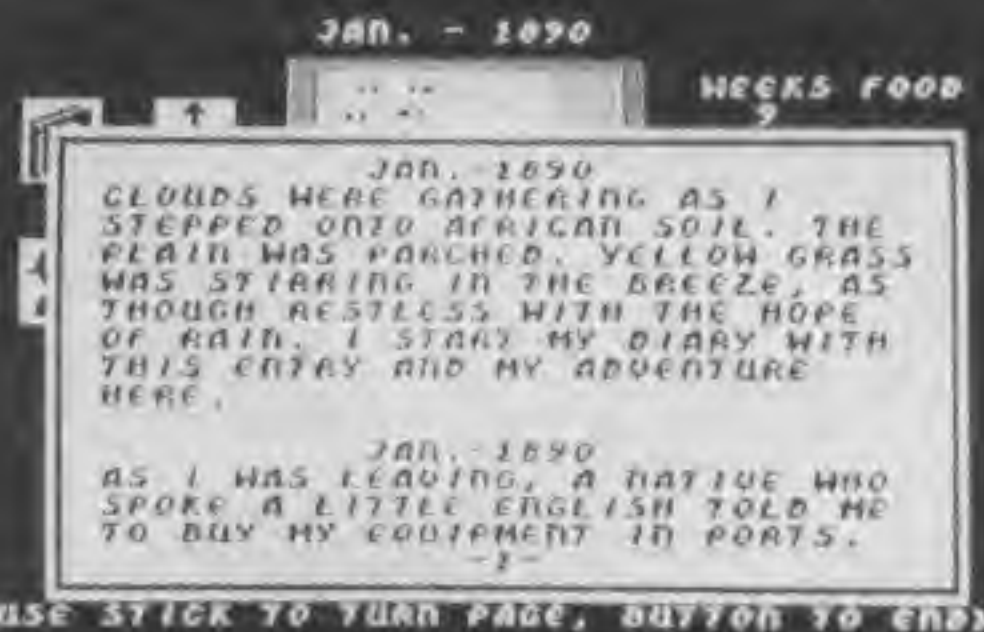 JAN. - 1890
WEEKS FOOD
9
JAN.-1890
CLOUDS WERE GATHERING AS I
STEPPED ONTO AFRICAN SOIL. THE
PLAIN WAS PARCHED. YELLOW GRASS
WAS STIRRING IN THE BREEZE, AS
THOUGH RESTLESS WITH THE HOPE
OF RAIN. I START MY DIARY WITH
THIS ENTRY AND MY ADVENTURE
HERE.
JAN.-1890
AS I WAS LEAVING, A NATIVE WHO
SPOKE A LITTLE ENGLISH TOLD ME
TO BUY MY EQUIPMENT IN PORTS.
-1-
USE STICK TO TURN PAGE, BUTTON TO END